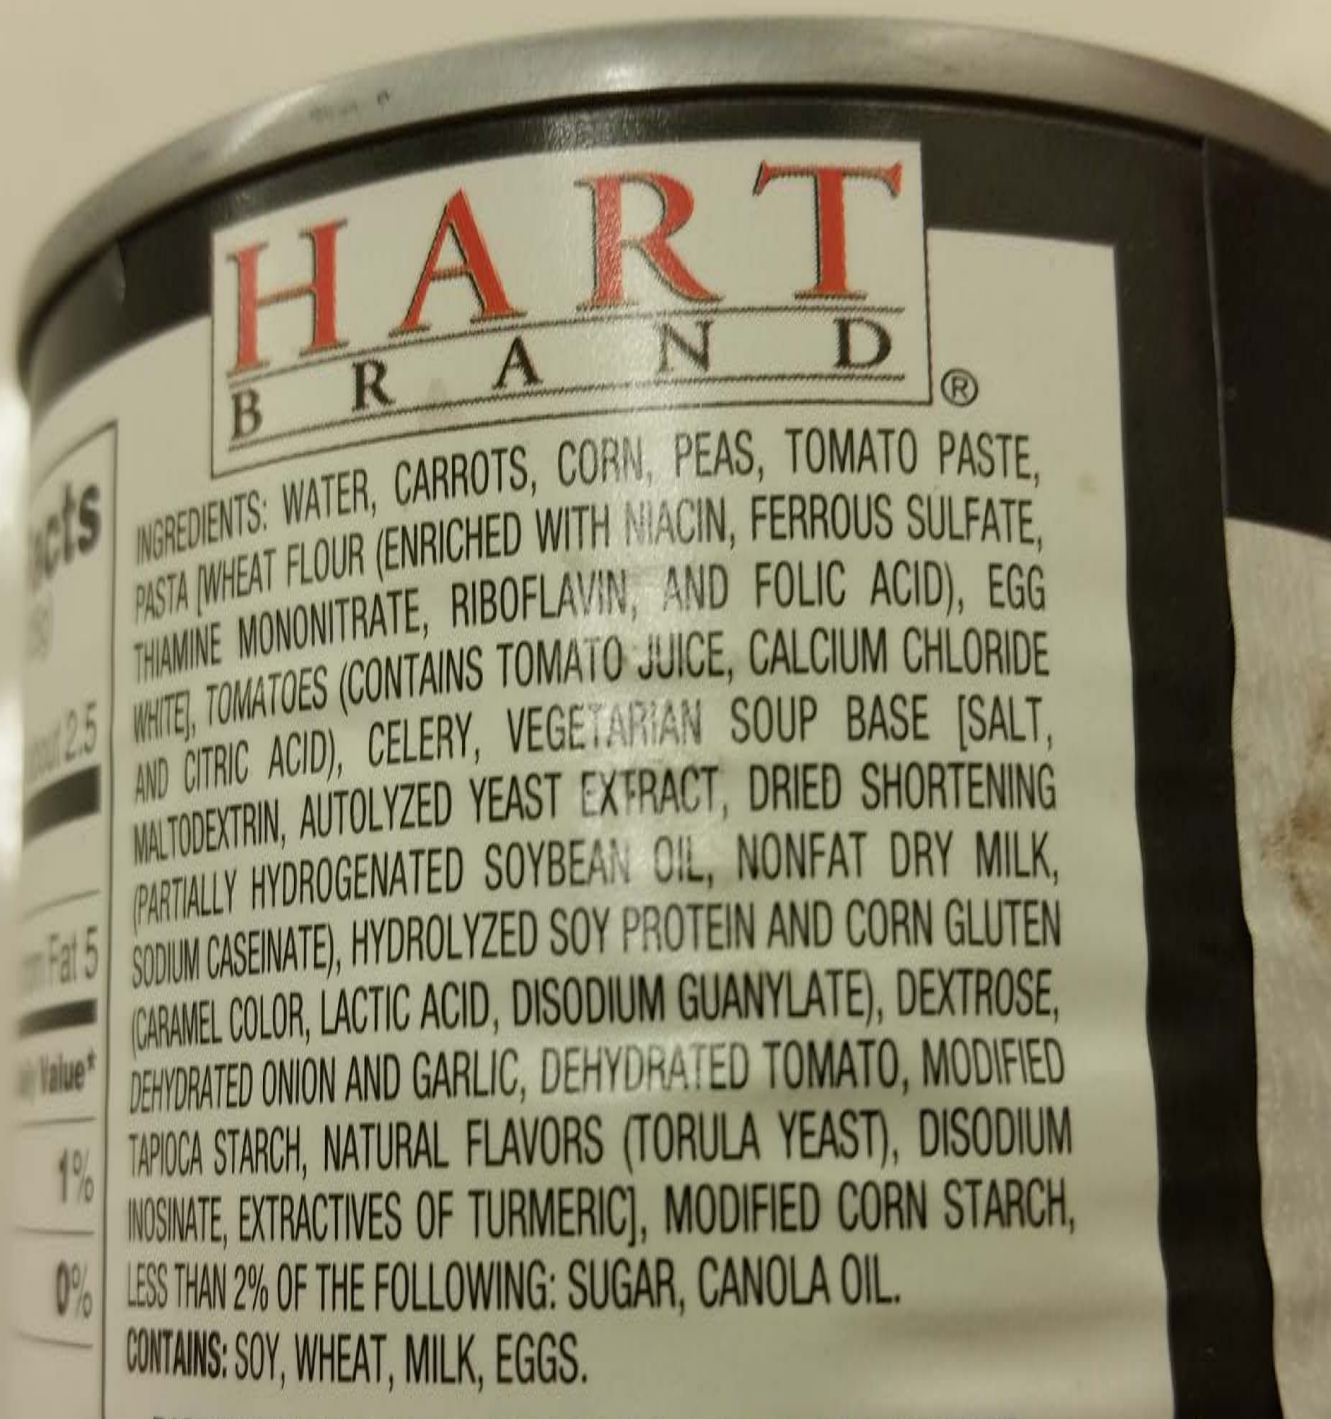 HART
BRAND®
INGREDIENTS: WATER, CARROTS, CORN, PEAS, TOMATO PASTE,
PASTA [WHEAT FLOUR (ENRICHED WITH NIACIN, FERROUS SULFATE,
THIAMINE MONONITRATE, RIBOFLAVIN, AND FOLIC ACID), EGG
WHITE], TOMATOES (CONTAINS TOMATO JUICE, CALCIUM CHLORIDE
AND CITRIC ACID), CELERY, VEGETARIAN SOUP BASE [SALT,
MALTODEXTRIN, AUTOLYZED YEAST EXTRACT, DRIED SHORTENING
(PARTIALLY HYDROGENATED SOYBEAN OIL, NONFAT DRY MILK,
SODIUM CASEINATE), HYDROLYZED SOY PROTEIN AND CORN GLUTEN
(CARAMEL COLOR, LACTIC ACID, DISODIUM GUANYLATE), DEXTROSE,
DEHYDRATED ONION AND GARLIC, DEHYDRATED TOMATO, MODIFIED
TAPIOCA STARCH, NATURAL FLAVORS (TORULA YEAST), DISODIUM
INOSINATE, EXTRACTIVES OF TURMERIC], MODIFIED CORN STARCH,
LESS THAN 2% OF THE FOLLOWING: SUGAR, CANOLA OIL.
CONTAINS: SOY, WHEAT, MILK, EGGS.
2.5
Fat 5
Value*
1%
0%